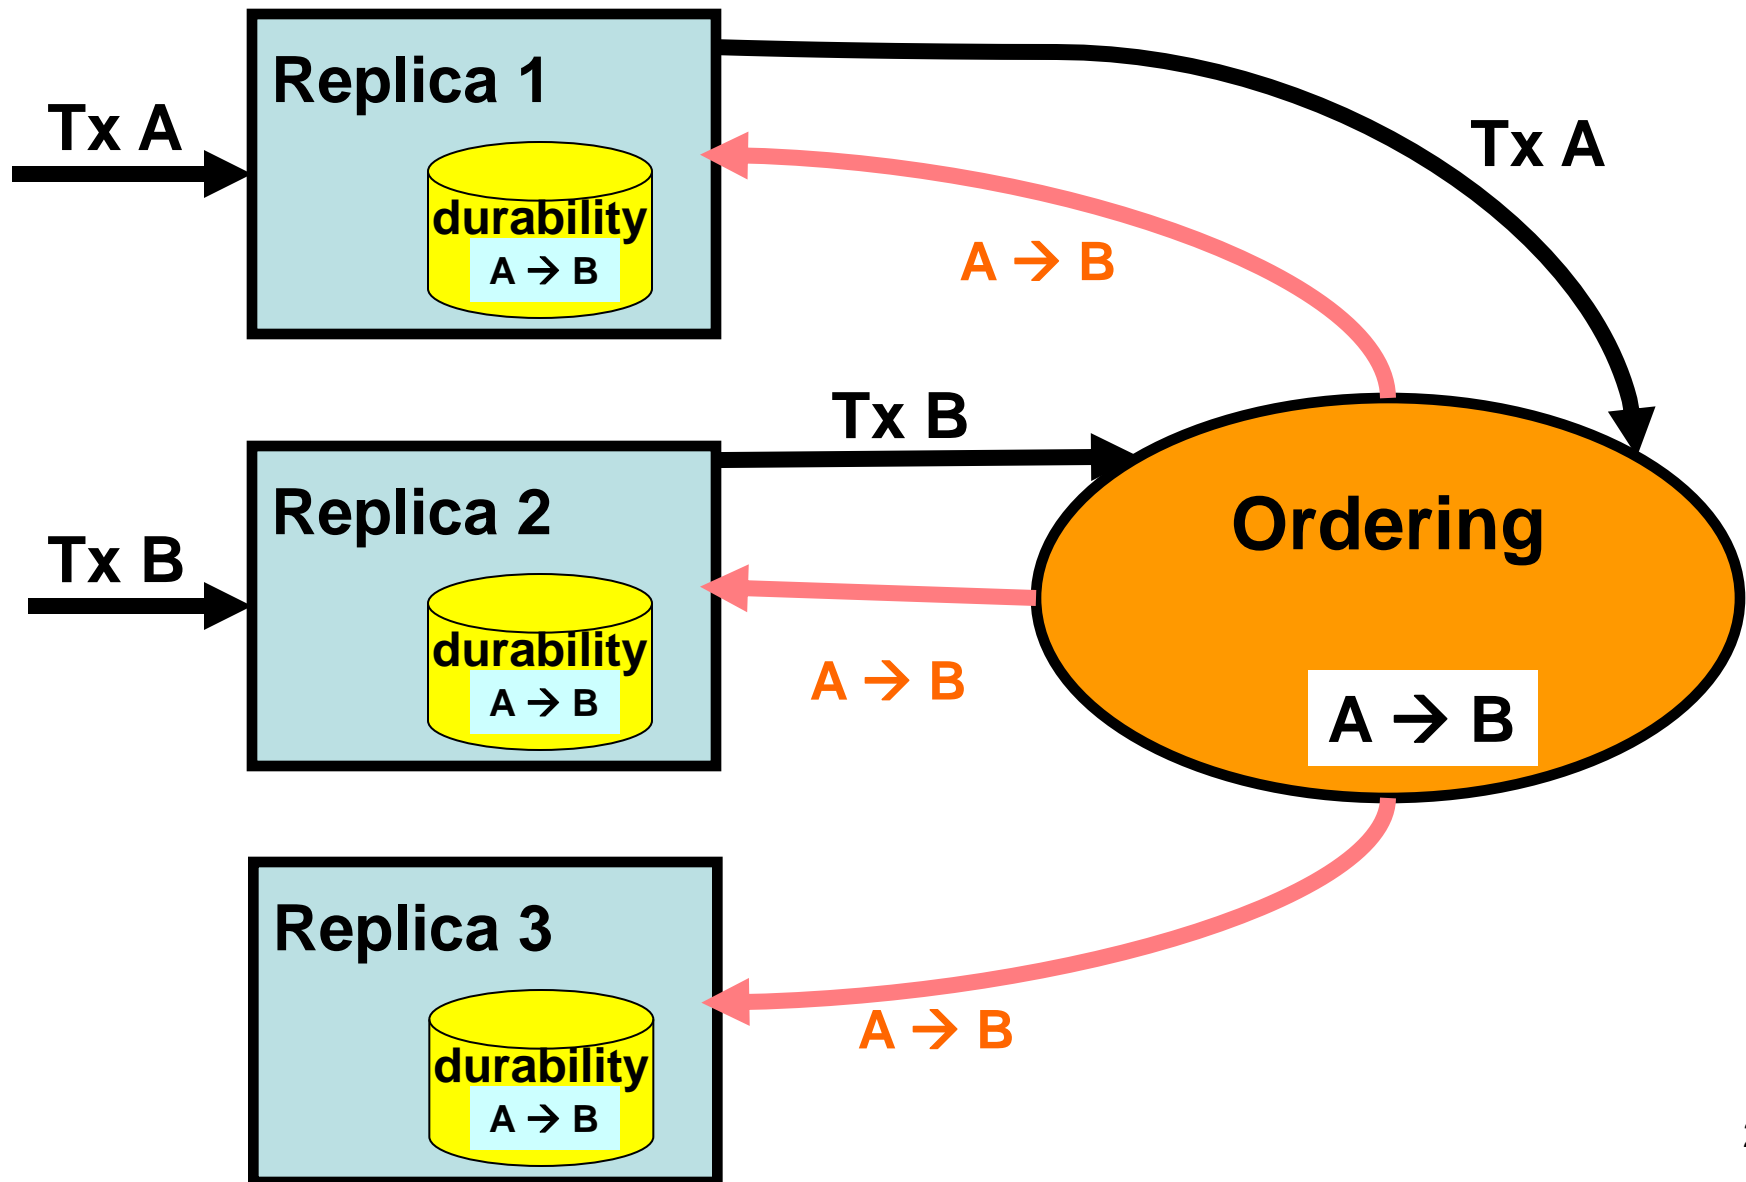 Replica 1
Tx A
durability
A → B
Tx A
A → B
Tx B
Replica 2
Tx B
durability
A → B
A → B
Ordering
A → B
Replica 3
durability
A → B
A → B